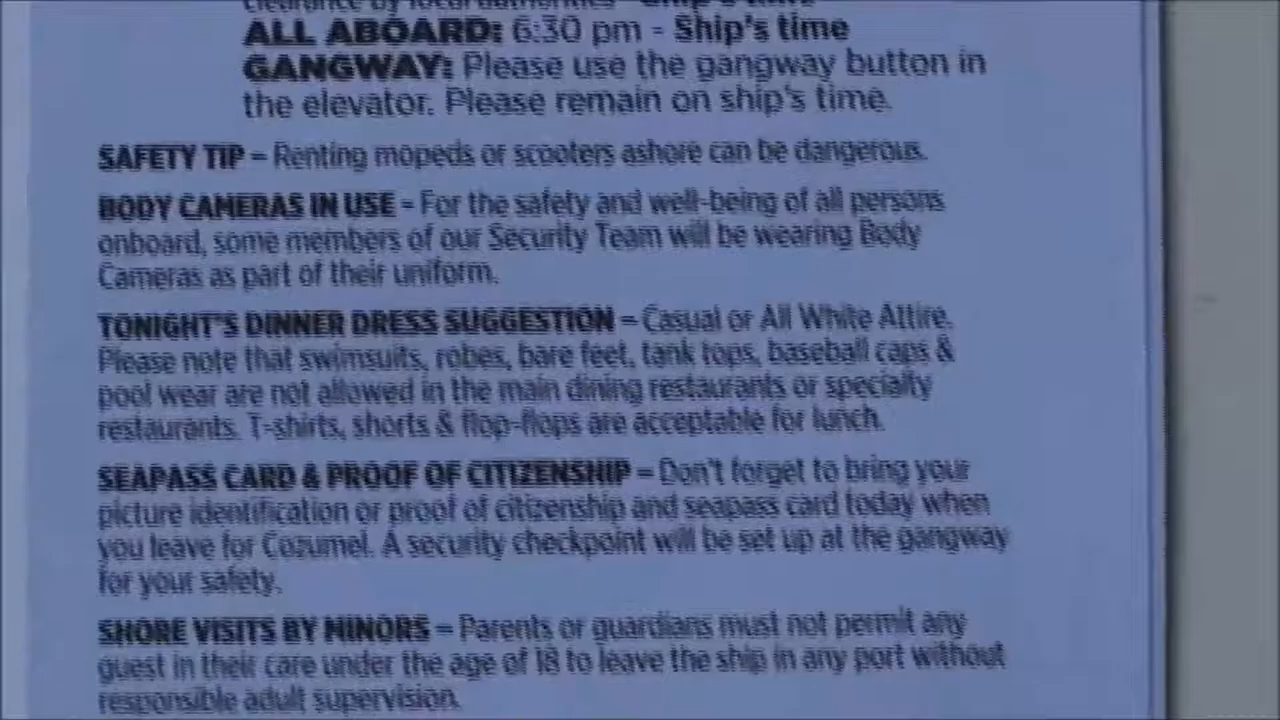 clearance by local authorities - Ship's time
ALL ABOARD: 6:30 pm - Ship's time
GANGWAY: Please use the gangway button in
the elevator. Please remain on ship's time.
SAFETY TIP – Renting mopeds or scooters ashore can be dangerous.
BODY CAMERAS IN USE – For the safety and well-being of all persons
onboard, some members of our Security Team will be wearing Body
Cameras as part of their uniform.
TONIGHT'S DINNER DRESS SUGGESTION – Casual or All White Attire.
Please note that swimsuits, robes, bare feet, tank tops, baseball caps &
pool wear are not allowed in the main dining restaurants or specialty
restaurants. T-shirts, shorts & flop-flops are acceptable for lunch.
SEAPASS CARD & PROOF OF CITIZENSHIP – Don't forget to bring your
picture identification or proof of citizenship and seapass card today when
you leave for Cozumel. A security checkpoint will be set up at the gangway
for your safety.
SHORE VISITS BY MINORS – Parents or guardians must not permit any
guest in their care under the age of 18 to leave the ship in any port without
responsible adult supervision.